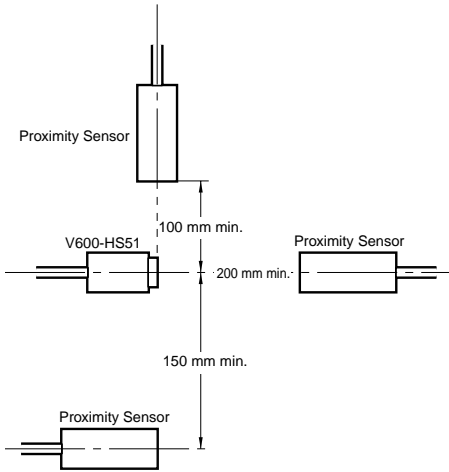 Proximity Sensor
100 mm min.
V600-HS51
Proximity Sensor
200 mm min.
150 mm min.
Proximity Sensor